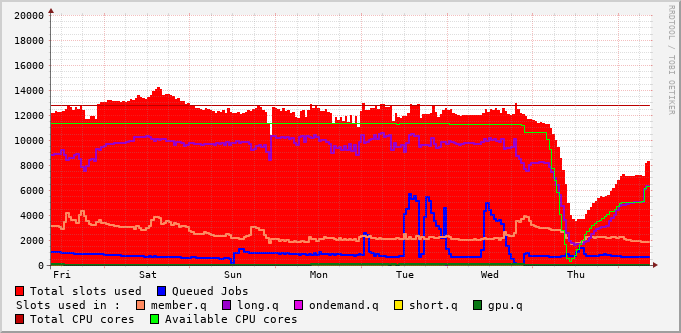 20000
18000
16000
14000
12000
10000
8000
6000
4000
2000
0
Fri Sat Sun Mon Tue Wed Thu
RRDTOOL / TOBI OETIKER
Total slots used Queued Jobs
Slots used in : member.q long.q ondemand.q short.q gpu.q
Total CPU cores Available CPU cores